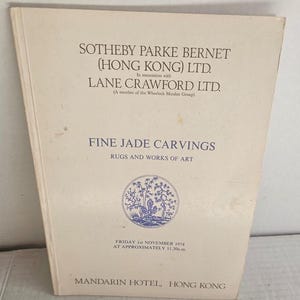 SOTHEBY PARKE BERNET
(HONG KONG) LTD.
In association with
LANE CRAWFORD LTD.
(A member of the Wheelock Marden Group)
FINE JADE CARVINGS
RUGS AND WORKS OF ART
FRIDAY 1st NOVEMBER 1974
AT APPROXIMATELY 11.30a.m.
MANDARIN HOTEL, HONG KONG